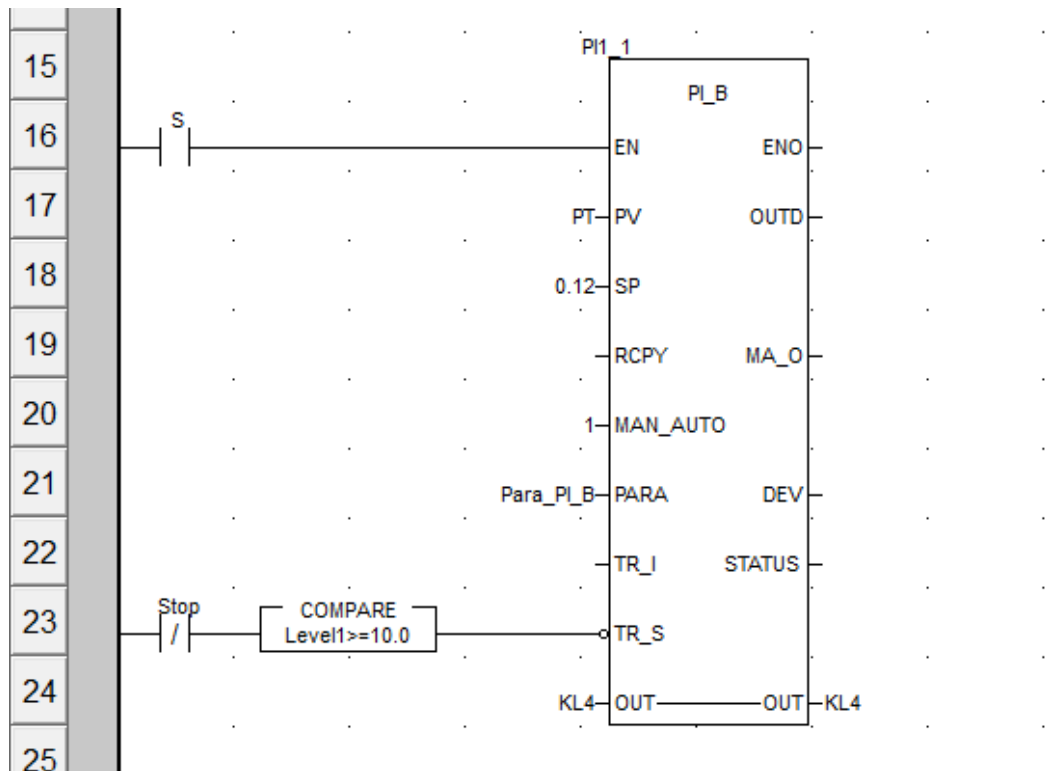 PI1_1
15
PI_B
S
16
EN ENO
17
PT PV OUTD
18
0.12 SP
19
RCPY MA_O
20
1 MAN_AUTO
21
Para_PI_B PARA DEV
22
TR_I STATUS
Stop COMPARE
23
/ Level1>=10.0 TR_S
24
KL4 OUT OUT KL4
25